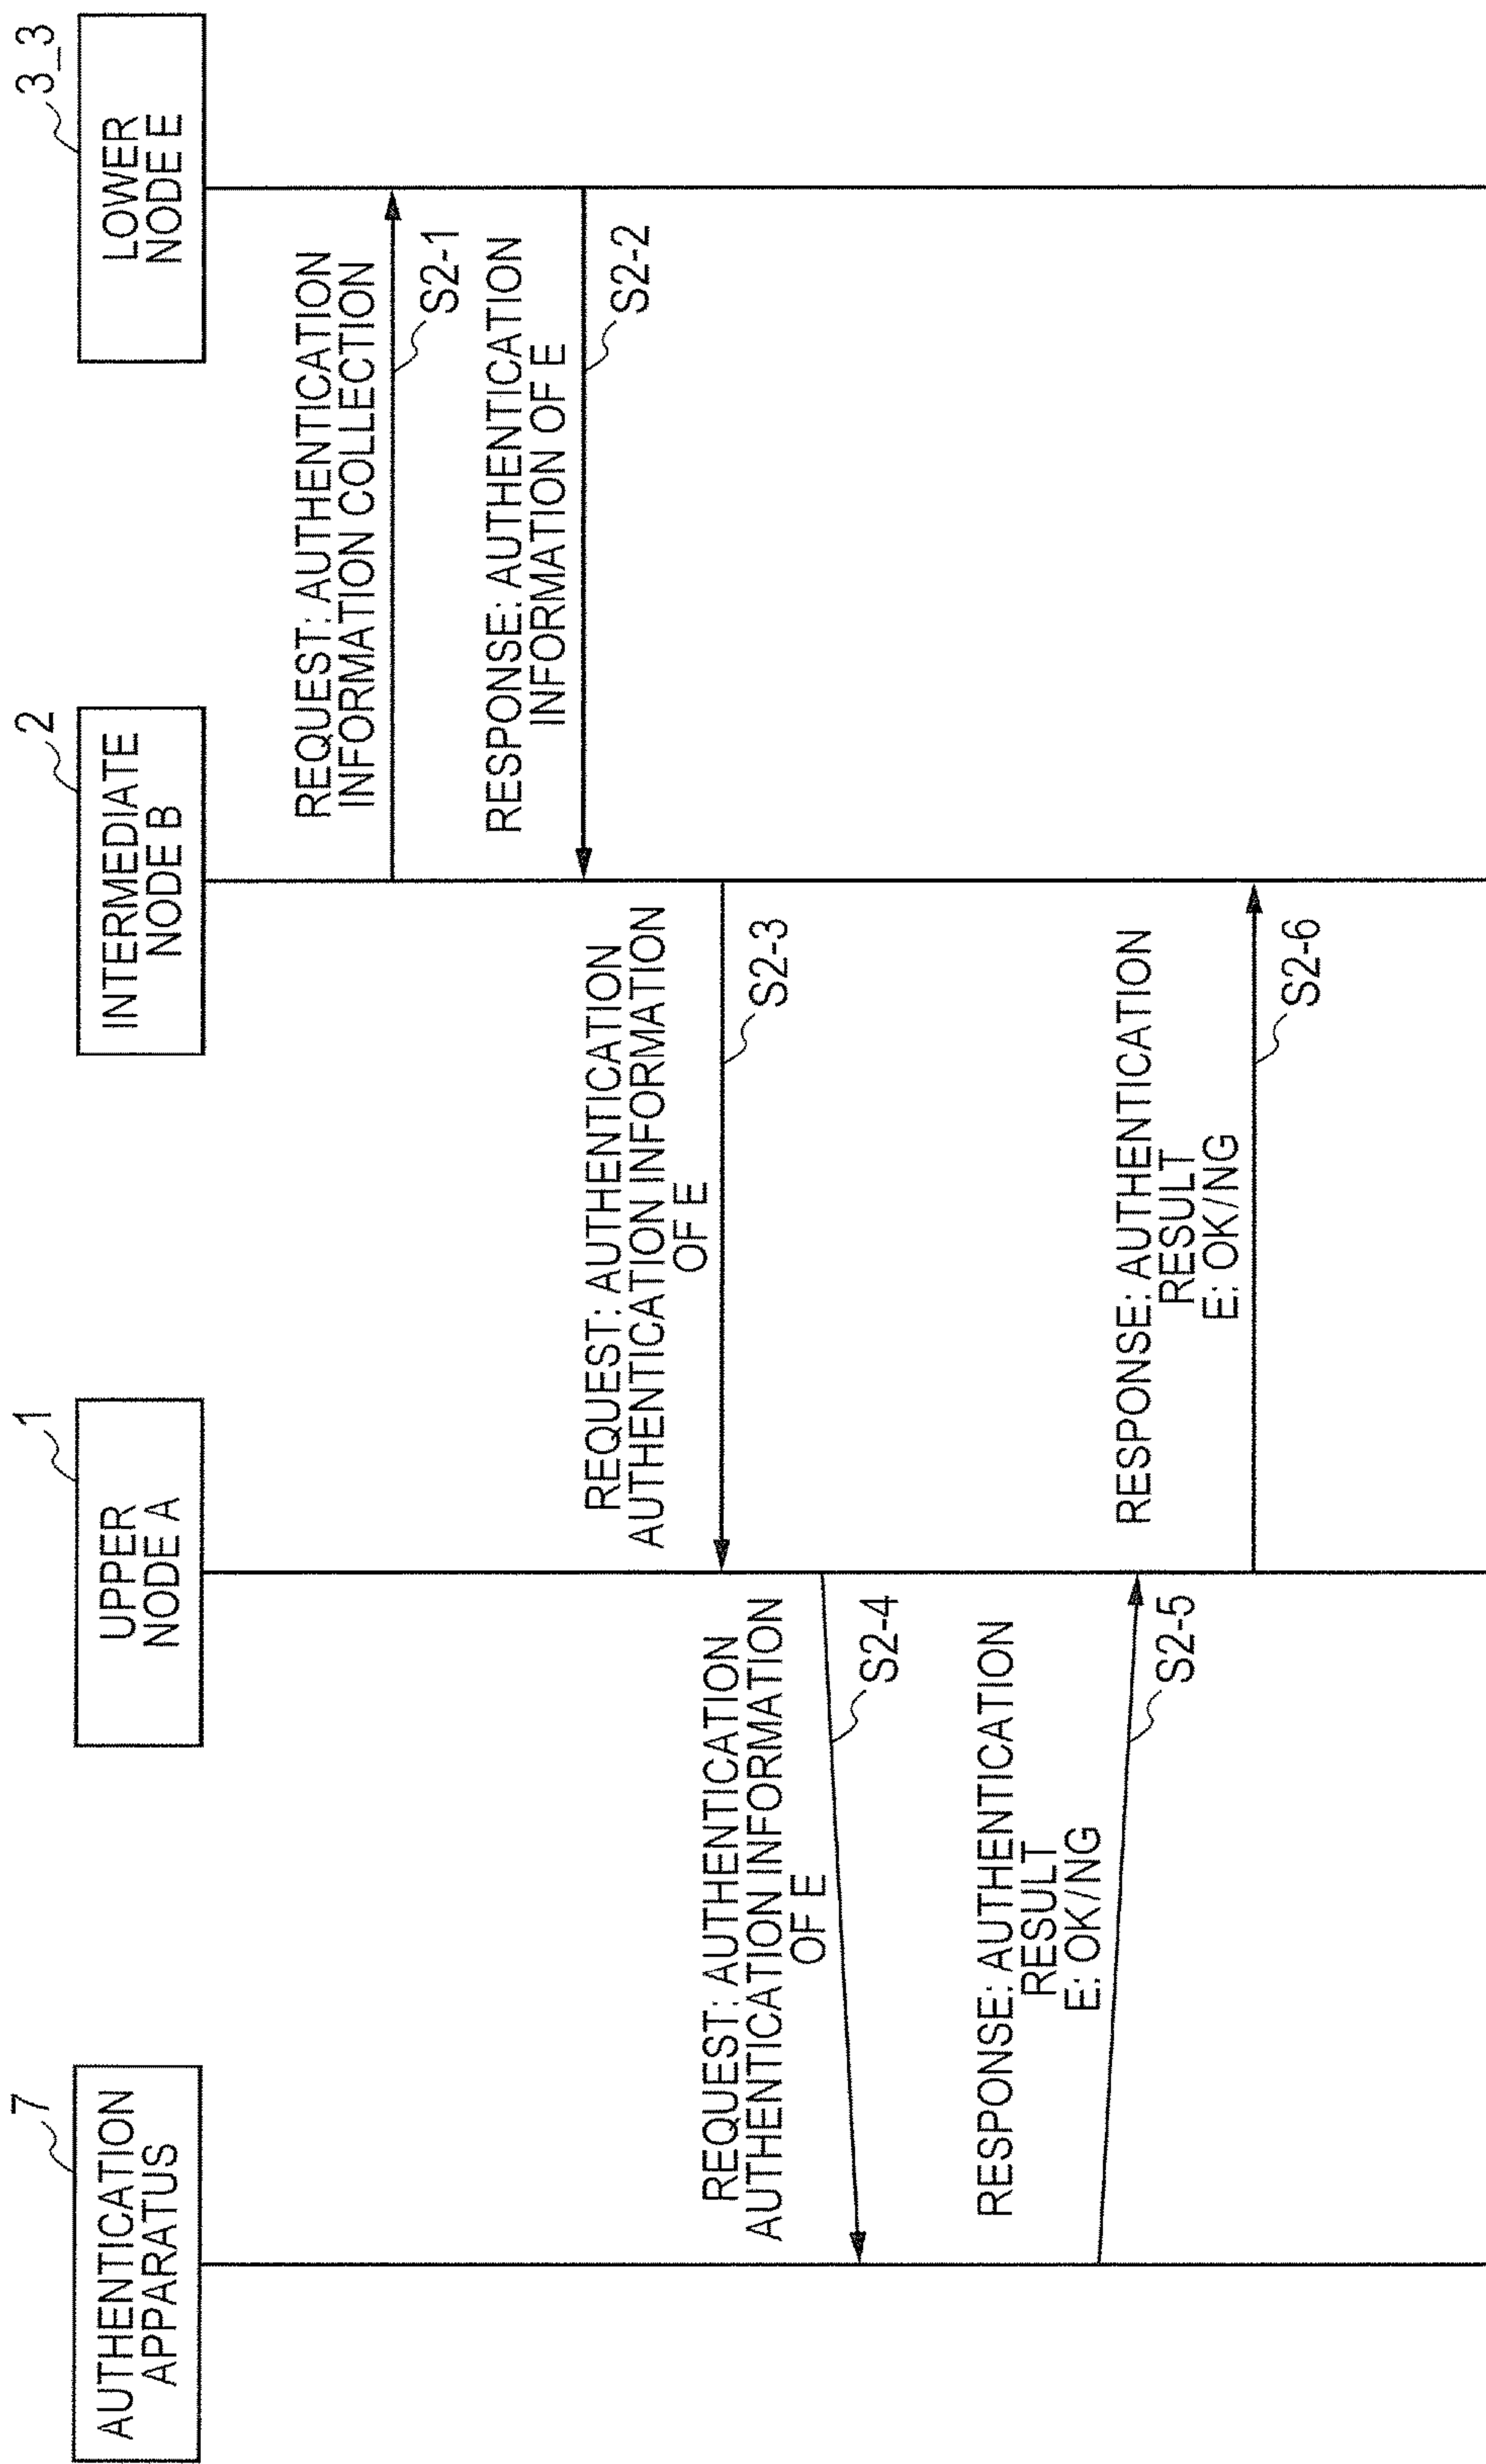 7
AUTHENTICATION
APPARATUS
1
UPPER
NODE A
2
INTERMEDIATE
NODE B
3_3
LOWER
NODE E
REQUEST: AUTHENTICATION
INFORMATION COLLECTION
S2-1
RESPONSE: AUTHENTICATION
INFORMATION OF E
S2-2
REQUEST: AUTHENTICATION
AUTHENTICATION INFORMATION
OF E
S2-3
REQUEST: AUTHENTICATION
AUTHENTICATION INFORMATION
OF E
S2-4
RESPONSE: AUTHENTICATION
RESULT
E: OK/NG
S2-5
RESPONSE: AUTHENTICATION
RESULT
E: OK/NG
S2-6